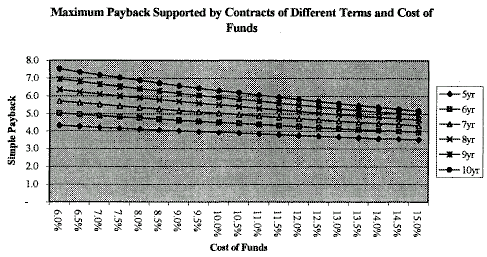 Maximum Payback Supported by Contracts of Different Terms and Cost of
Funds
Simple Payback
8.0
7.0
6.0
5.0
4.0
3.0
2.0
1.0
-
6.0%
6.5%
7.0%
7.5%
8.0%
8.5%
9.0%
9.5%
10.0%
10.5%
11.0%
11.5%
12.0%
12.5%
13.0%
13.5%
14.0%
14.5%
15.0%
Cost of Funds
5yr
6yr
7yr
8yr
9yr
10yr